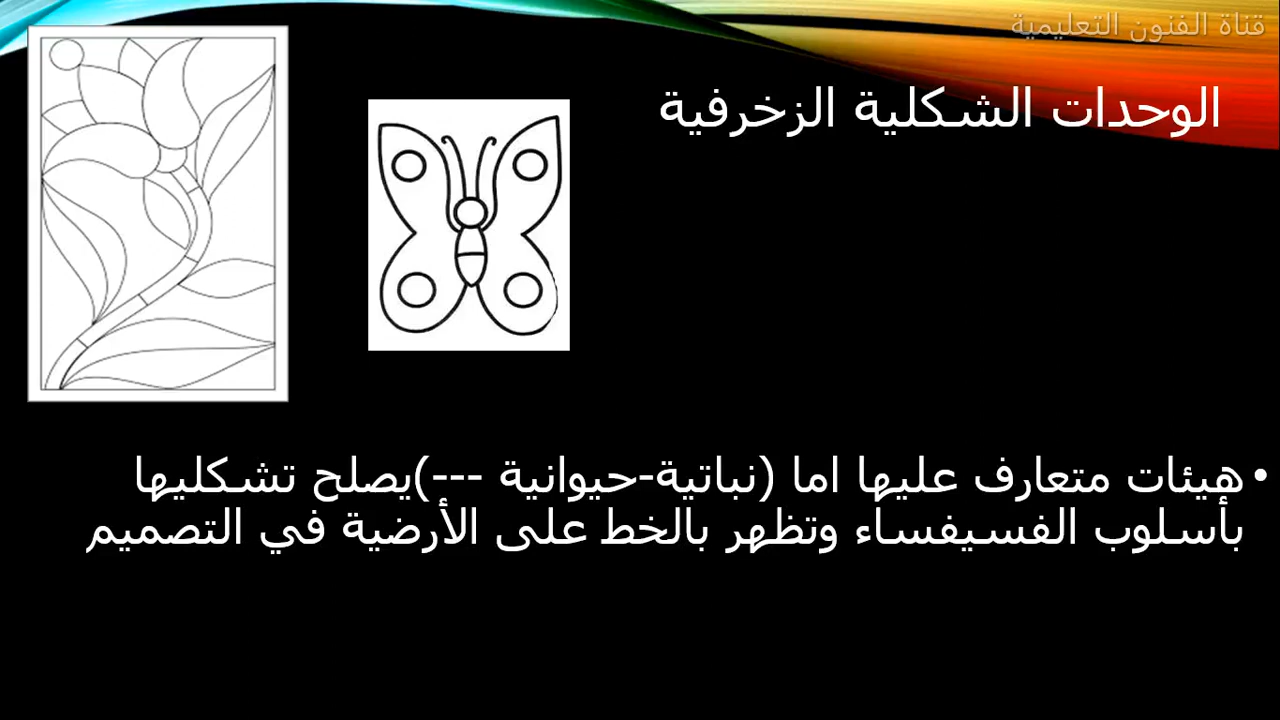 قناة الفنون التعليمية
الوحدات الشكلية الزخرفية
• هيئات متعارف عليها اما (نباتية-حيوانية ---)يصلح تشكليها
بأسلوب الفسيفساء وتظهر بالخط على الأرضية في التصميم